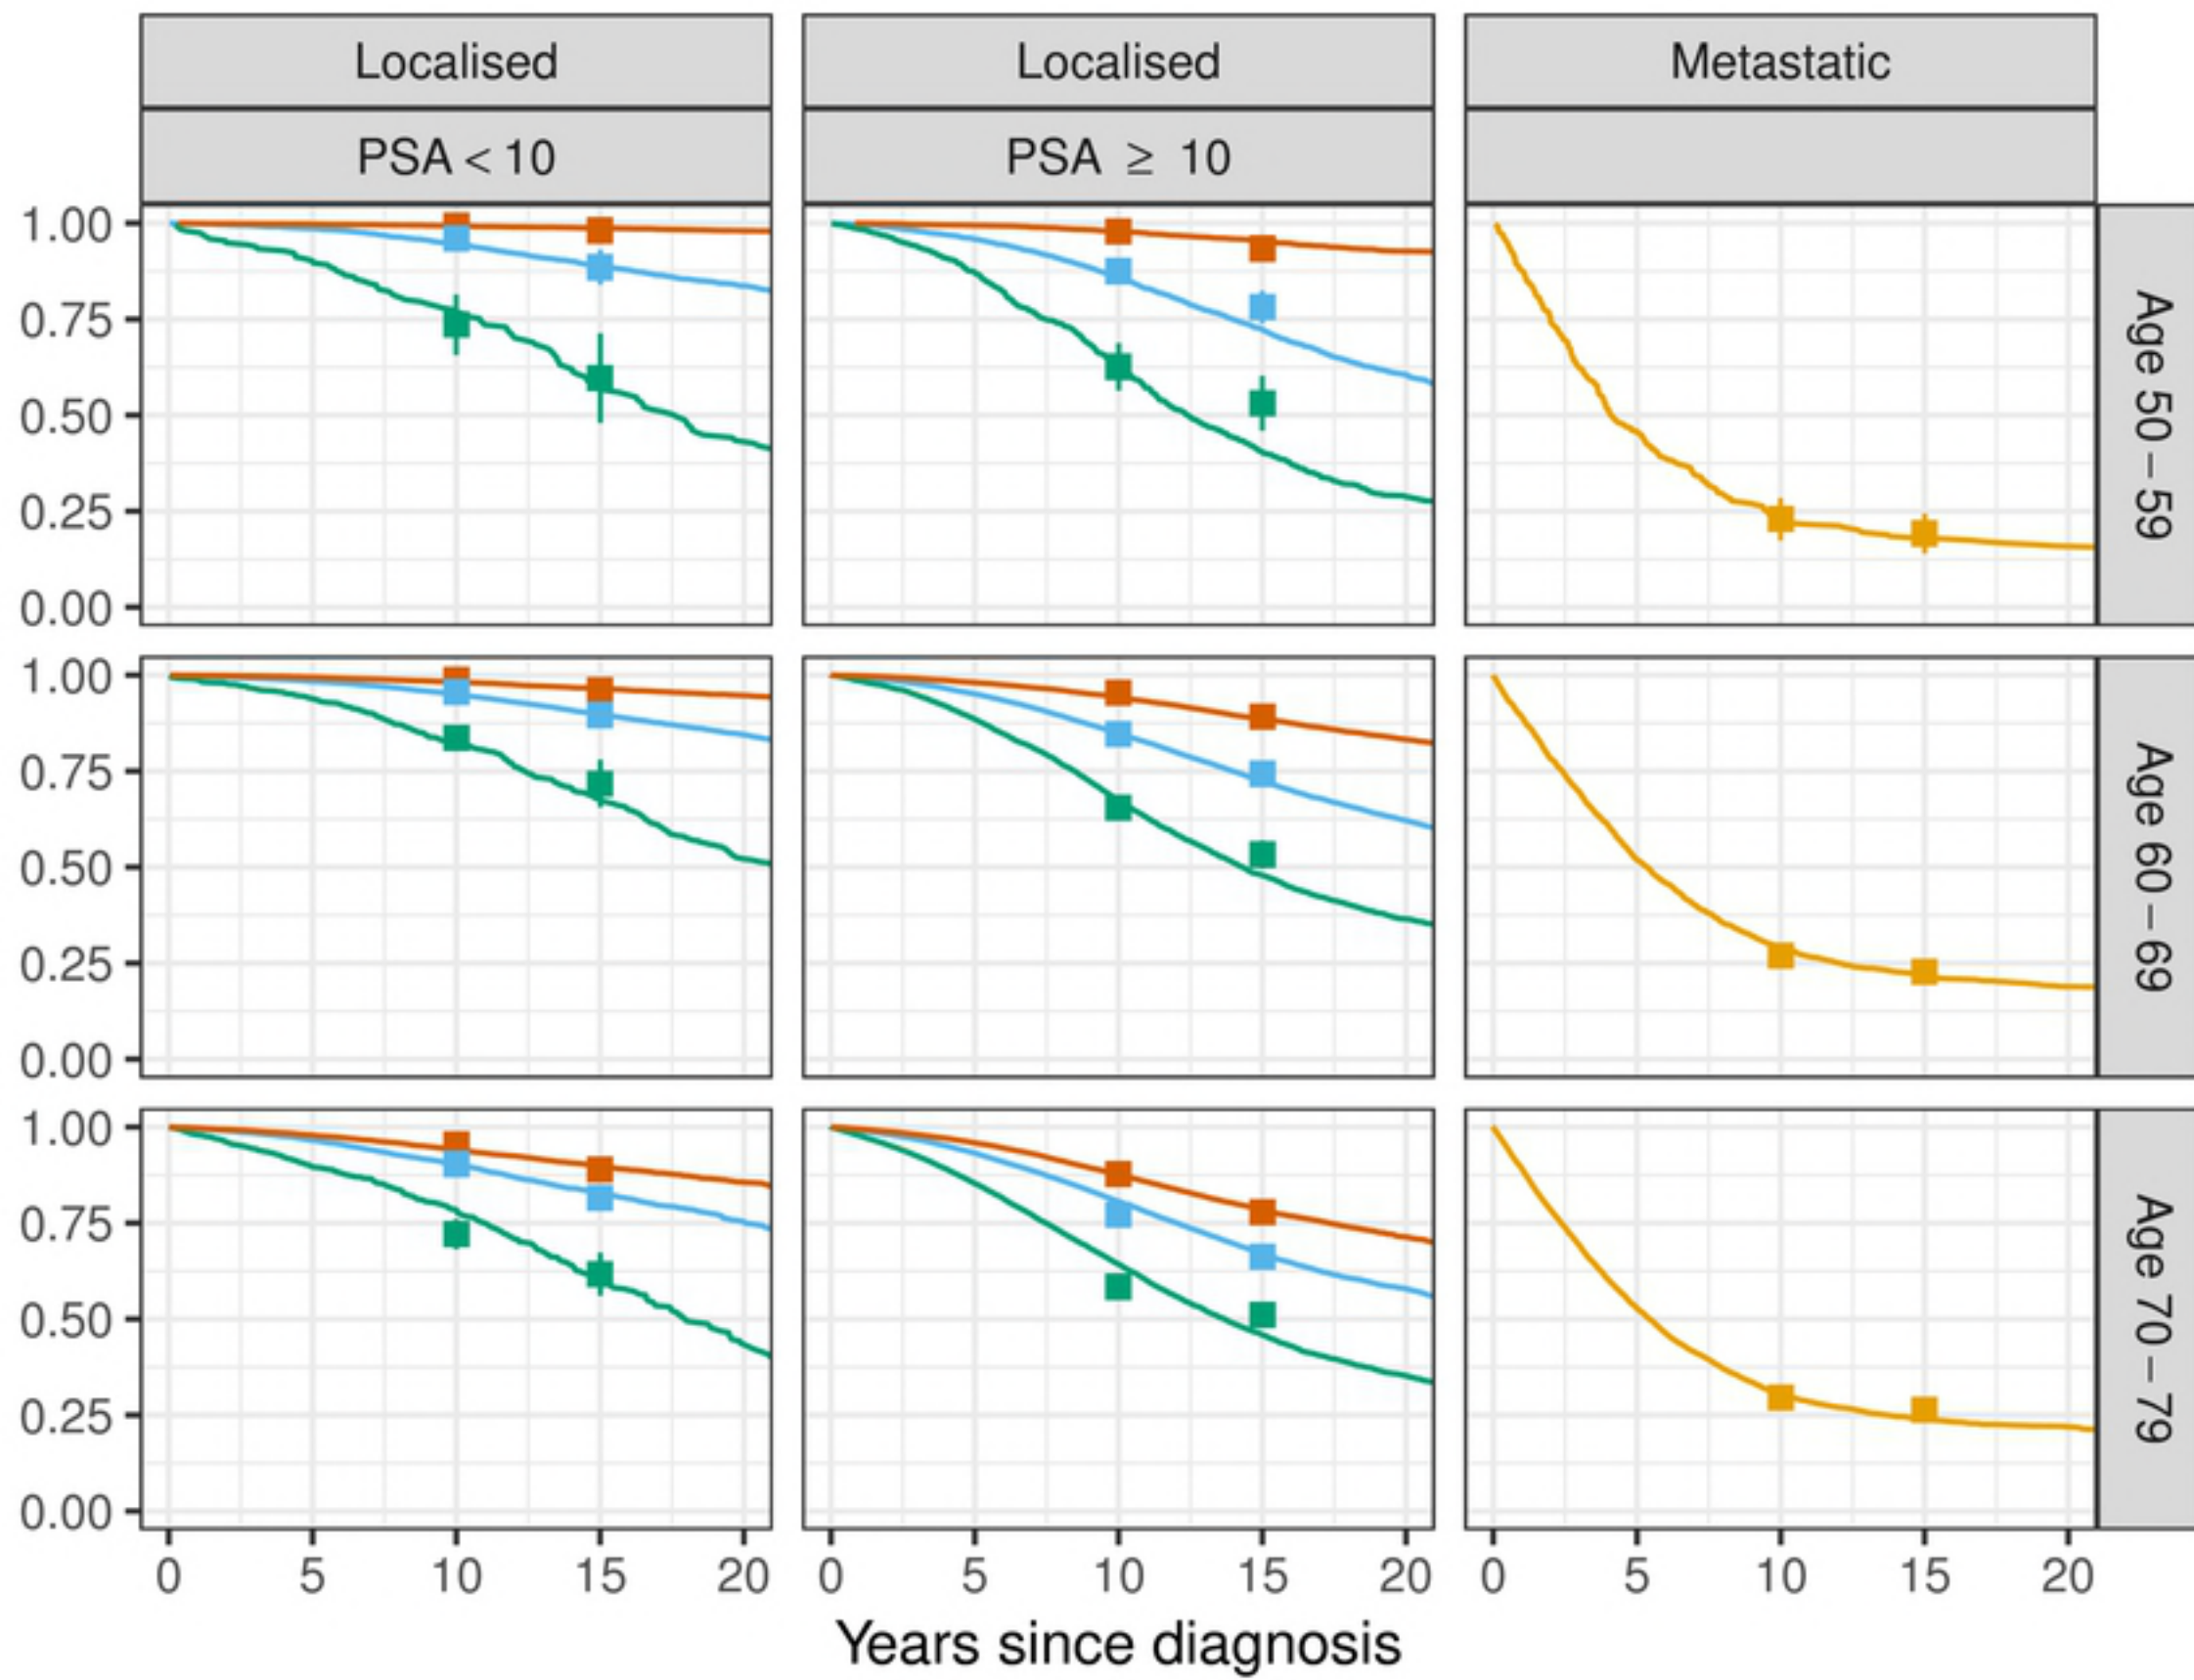 Localised Localised Metastatic
PSA < 10 PSA ≥ 10
1.00
0.75
0.50
0.25
0.00
Age 50 – 59
1.00
0.75
0.50
0.25
0.00
Age 60 – 69
1.00
0.75
0.50
0.25
0.00
Age 70 – 79
0 5 10 15 20 0 5 10 15 20 0 5 10 15 20
Years since diagnosis